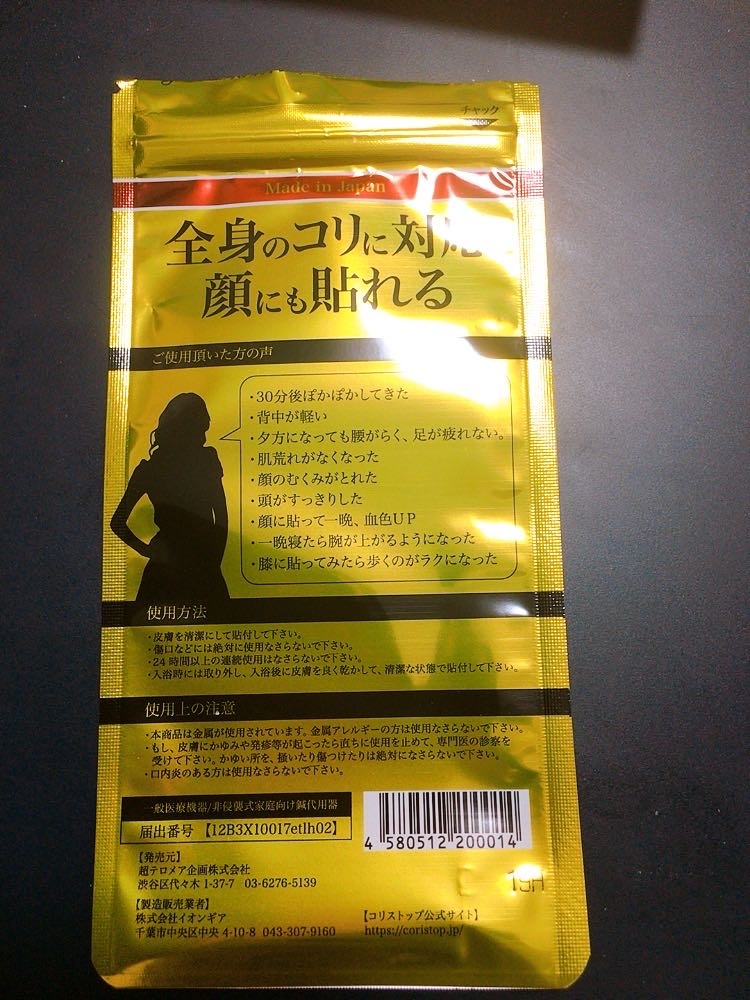 チャック
Made in Japan
全身のコリに対応
顔にも貼れる
ご使用頂いた方の声
・30分後ぽかぽかしてきた
・背中が軽い
・夕方になっても腰がらく、足が疲れない。
・肌荒れがなくなった
・顔のむくみがとれた
・頭がすっきりした
・顔に貼って一晩、血色UP
・一晩寝たら腕が上がるようになった
・膝に貼ってみたら歩くのがラクになった
使用方法
・皮膚を清潔にして貼付して下さい。
・傷口などには絶対に使用なさらないで下さい。
・24時間以上の連続使用はなさらないで下さい。
・入浴時には取り外し、入浴後に皮膚を良く乾かして、清潔な状態で貼付して下さい。
使用上の注意
・本商品は金属が使用されています。金属アレルギーの方は使用なさらないで下さい。
・もし、皮膚にかゆみや発疹等が起こったら直ちに使用を止めて、専門医の診察を
受けて下さい。かゆい所を、掻いたり傷つけたりは絶対になさらないで下さい。
・口内炎のある方は使用なさらないで下さい。
一般医療機器/非侵襲式家庭向け鍼代用器
届出番号 【12B3X10017etlh02】
4 580512 200014
【発売元】
超テロメア企画株式会社
渋谷区代々木 1-37-7 03-6276-5139
【製造販売業者】
株式会社イオンギア
千葉市中央区中央 4-10-8 043-307-9160
【コリストップ公式サイト】
https://coristop.jp/